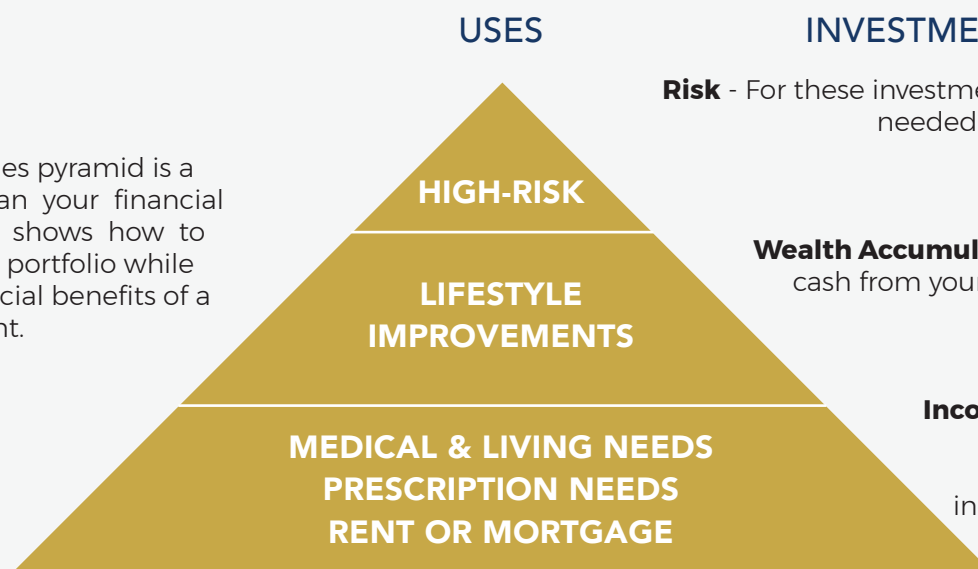 USES
INVESTME
Risk - For these investme
needed
es pyramid is a
an your financial
shows how to
portfolio while
cial benefits of a
nt.
HIGH-RISK
Wealth Accumul
cash from your
LIFESTYLE
IMPROVEMENTS
Inco
in
MEDICAL & LIVING NEEDS
PRESCRIPTION NEEDS
RENT OR MORTGAGE